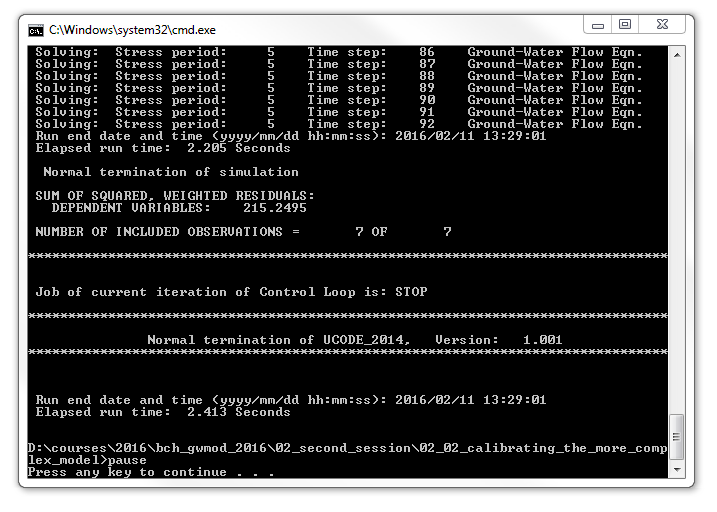 C:\Windows\system32\cmd.exe
Solving: Stress period: 5 Time step: 86 Ground-Water Flow Eqn.
Solving: Stress period: 5 Time step: 87 Ground-Water Flow Eqn.
Solving: Stress period: 5 Time step: 88 Ground-Water Flow Eqn.
Solving: Stress period: 5 Time step: 89 Ground-Water Flow Eqn.
Solving: Stress period: 5 Time step: 90 Ground-Water Flow Eqn.
Solving: Stress period: 5 Time step: 91 Ground-Water Flow Eqn.
Solving: Stress period: 5 Time step: 92 Ground-Water Flow Eqn.
Run end date and time (yyyy/mm/dd hh:mm:ss): 2016/02/11 13:29:01
Elapsed run time: 2.205 Seconds
Normal termination of simulation
SUM OF SQUARED, WEIGHTED RESIDUALS:
DEPENDENT VARIABLES: 215.2495
NUMBER OF INCLUDED OBSERVATIONS = 7 OF 7
********************************************************************************
Job of current iteration of Control Loop is: STOP
********************************************************************************
Normal termination of UCODE_2014, Version: 1.001
********************************************************************************
Run end date and time (yyyy/mm/dd hh:mm:ss): 2016/02/11 13:29:01
Elapsed run time: 2.413 Seconds
D:\courses\2016\bch_gwmod_2016\02_second_session\02_02_calibrating_the_more_comp
lex_model>pause
Press any key to continue . . .